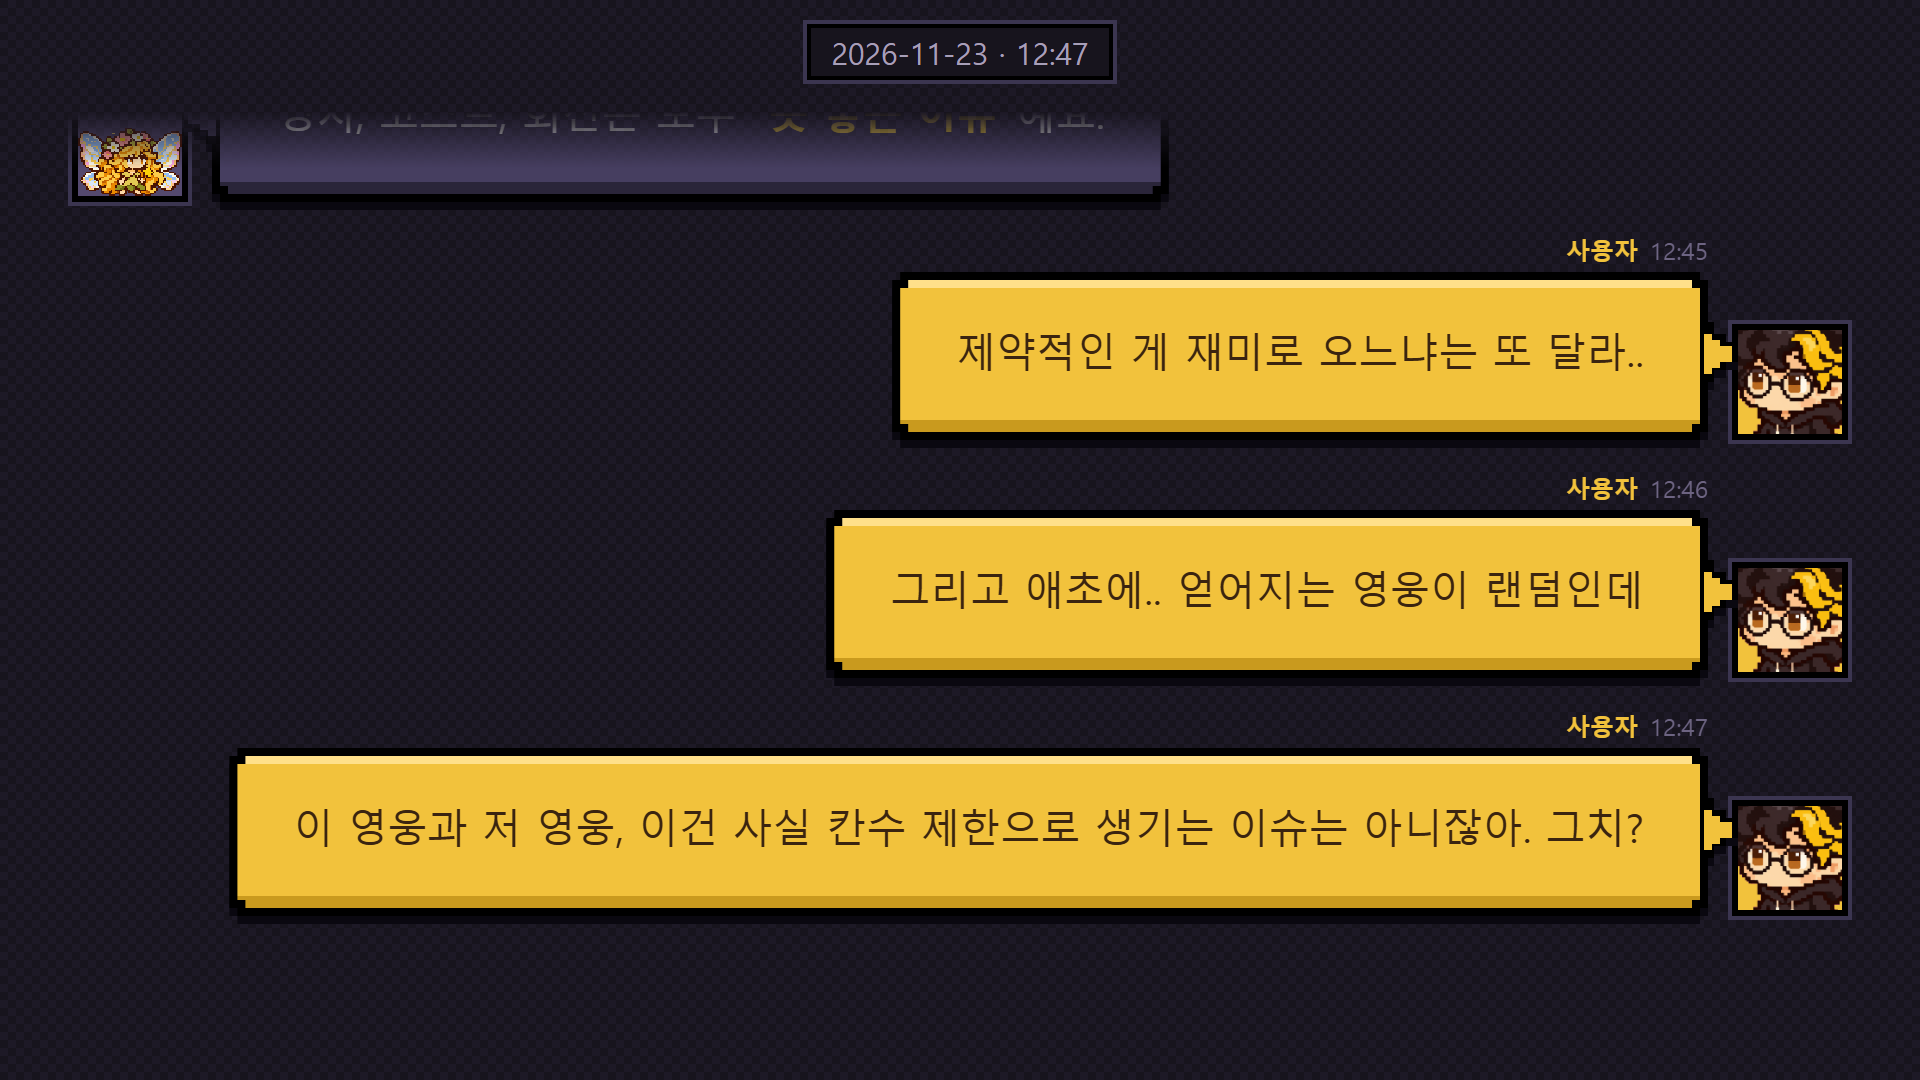 2026-11-23 · 12:47
사용자 12:45
제약적인 게 재미로 오느냐는 또 달라..
사용자 12:46
그리고 애초에.. 얻어지는 영웅이 랜덤인데
사용자 12:47
이 영웅과 저 영웅, 이건 사실 칸수 제한으로 생기는 이슈는 아니잖아. 그치?